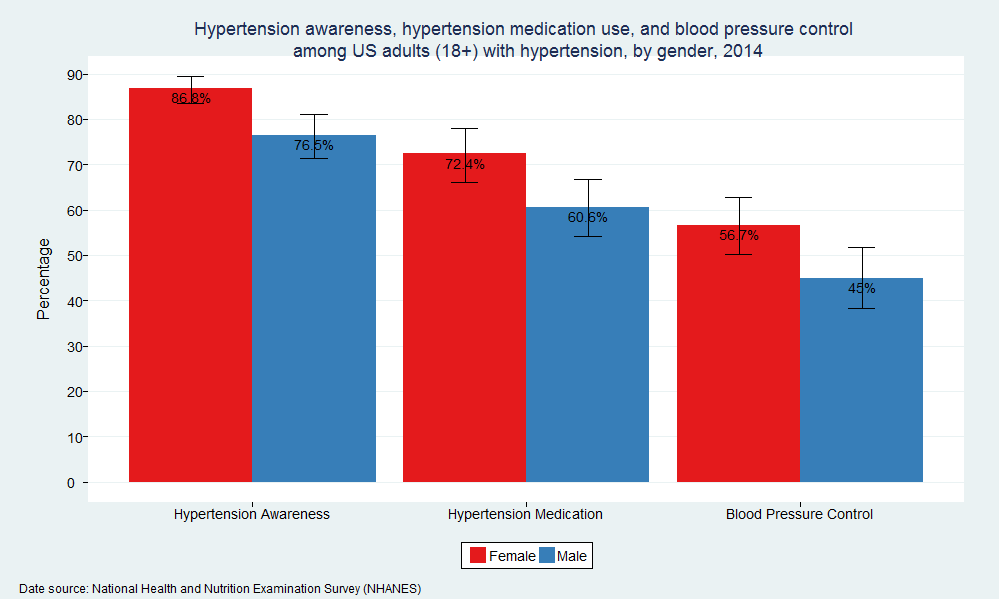 Hypertension awareness, hypertension medication use, and blood pressure control
among US adults (18+) with hypertension, by gender, 2014
Percentage
90
80
70
60
50
40
30
20
10
0
86.8%
76.5%
72.4%
60.6%
56.7%
45%
Hypertension Awareness
Hypertension Medication
Blood Pressure Control
Female
Male
Date source: National Health and Nutrition Examination Survey (NHANES)